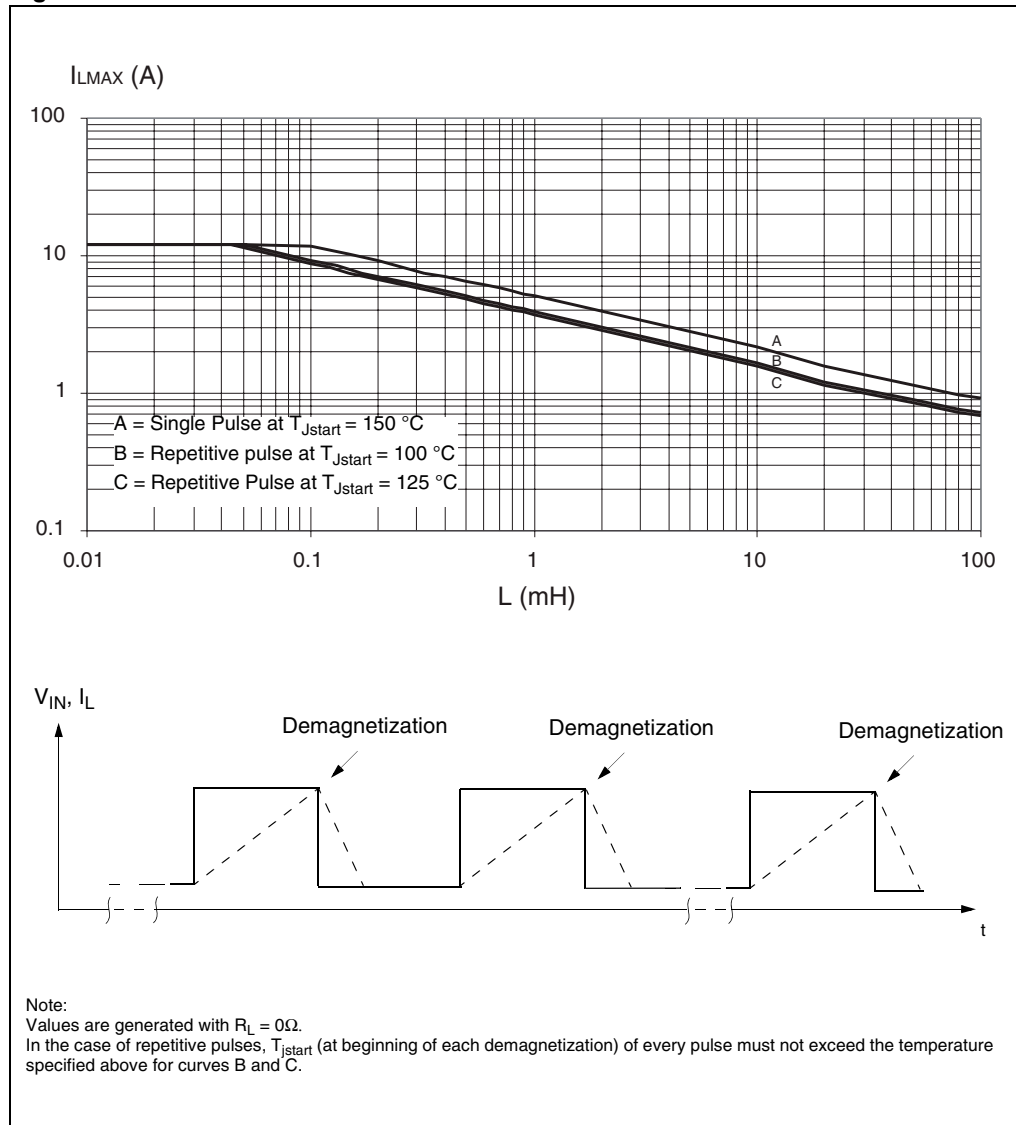 ILMAX (A)
100
10
1
0.1
A
B
C
A = Single Pulse at TJstart = 150 °C
B = Repetitive pulse at TJstart = 100 °C
C = Repetitive Pulse at TJstart = 125 °C
0.01 0.1 1 10 100
L (mH)
VIN, IL
Demagnetization Demagnetization Demagnetization
t
Note:
Values are generated with RL = 0Ω.
In the case of repetitive pulses, Tjstart (at beginning of each demagnetization) of every pulse must not exceed the temperature
specified above for curves B and C.